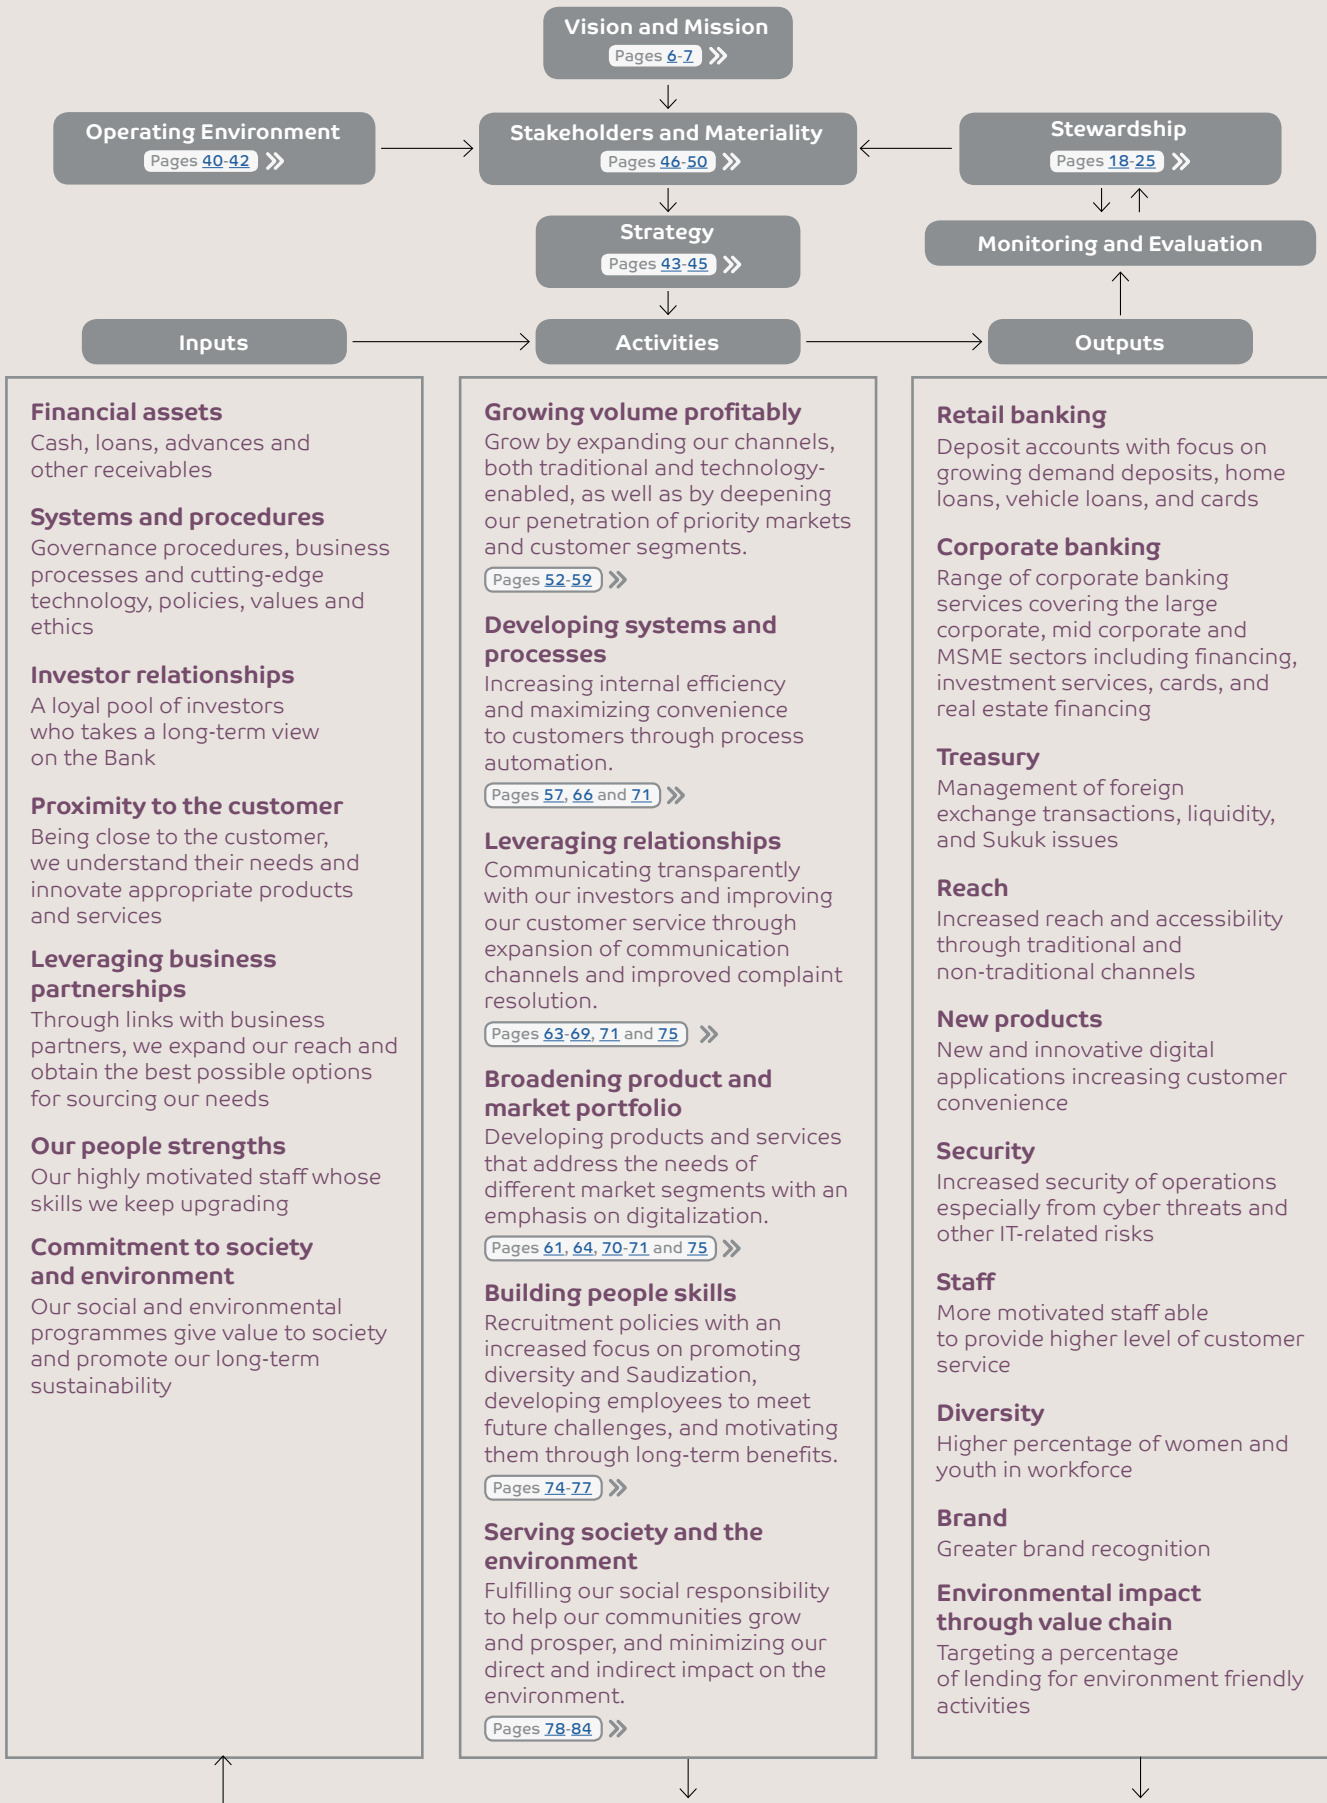 Vision and Mission
Pages 6-7
Operating Environment
Pages 40-42
Stakeholders and Materiality
Pages 46-50
Stewardship
Pages 18-25
Strategy
Pages 43-45
Monitoring and Evaluation
Inputs
Activities
Outputs
Financial assets
Cash, loans, advances and
other receivables
Systems and procedures
Governance procedures, business
processes and cutting-edge
technology, policies, values and
ethics
Investor relationships
A loyal pool of investors
who takes a long-term view
on the Bank
Proximity to the customer
Being close to the customer,
we understand their needs and
innovate appropriate products
and services
Leveraging business
partnerships
Through links with business
partners, we expand our reach and
obtain the best possible options
for sourcing our needs
Our people strengths
Our highly motivated staff whose
skills we keep upgrading
Commitment to society
and environment
Our social and environmental
programmes give value to society
and promote our long-term
sustainability
Growing volume profitably
Grow by expanding our channels,
both traditional and technology-
enabled, as well as by deepening
our penetration of priority markets
and customer segments.
Pages 52-59
Developing systems and
processes
Increasing internal efficiency
and maximizing convenience
to customers through process
automation.
Pages 57, 66 and 71
Leveraging relationships
Communicating transparently
with our investors and improving
our customer service through
expansion of communication
channels and improved complaint
resolution.
Pages 63-69, 71 and 75
Broadening product and
market portfolio
Developing products and services
that address the needs of
different market segments with an
emphasis on digitalization.
Pages 61, 64, 70-71 and 75
Building people skills
Recruitment policies with an
increased focus on promoting
diversity and Saudization,
developing employees to meet
future challenges, and motivating
them through long-term benefits.
Pages 74-77
Serving society and the
environment
Fulfilling our social responsibility
to help our communities grow
and prosper, and minimizing our
direct and indirect impact on the
environment.
Pages 78-84
Retail banking
Deposit accounts with focus on
growing demand deposits, home
loans, vehicle loans, and cards
Corporate banking
Range of corporate banking
services covering the large
corporate, mid corporate and
MSME sectors including financing,
investment services, cards, and
real estate financing
Treasury
Management of foreign
exchange transactions, liquidity,
and Sukuk issues
Reach
Increased reach and accessibility
through traditional and
non-traditional channels
New products
New and innovative digital
applications increasing customer
convenience
Security
Increased security of operations
especially from cyber threats and
other IT-related risks
Staff
More motivated staff able
to provide higher level of customer
service
Diversity
Higher percentage of women and
youth in workforce
Brand
Greater brand recognition
Environmental impact
through value chain
Targeting a percentage
of lending for environment friendly
activities